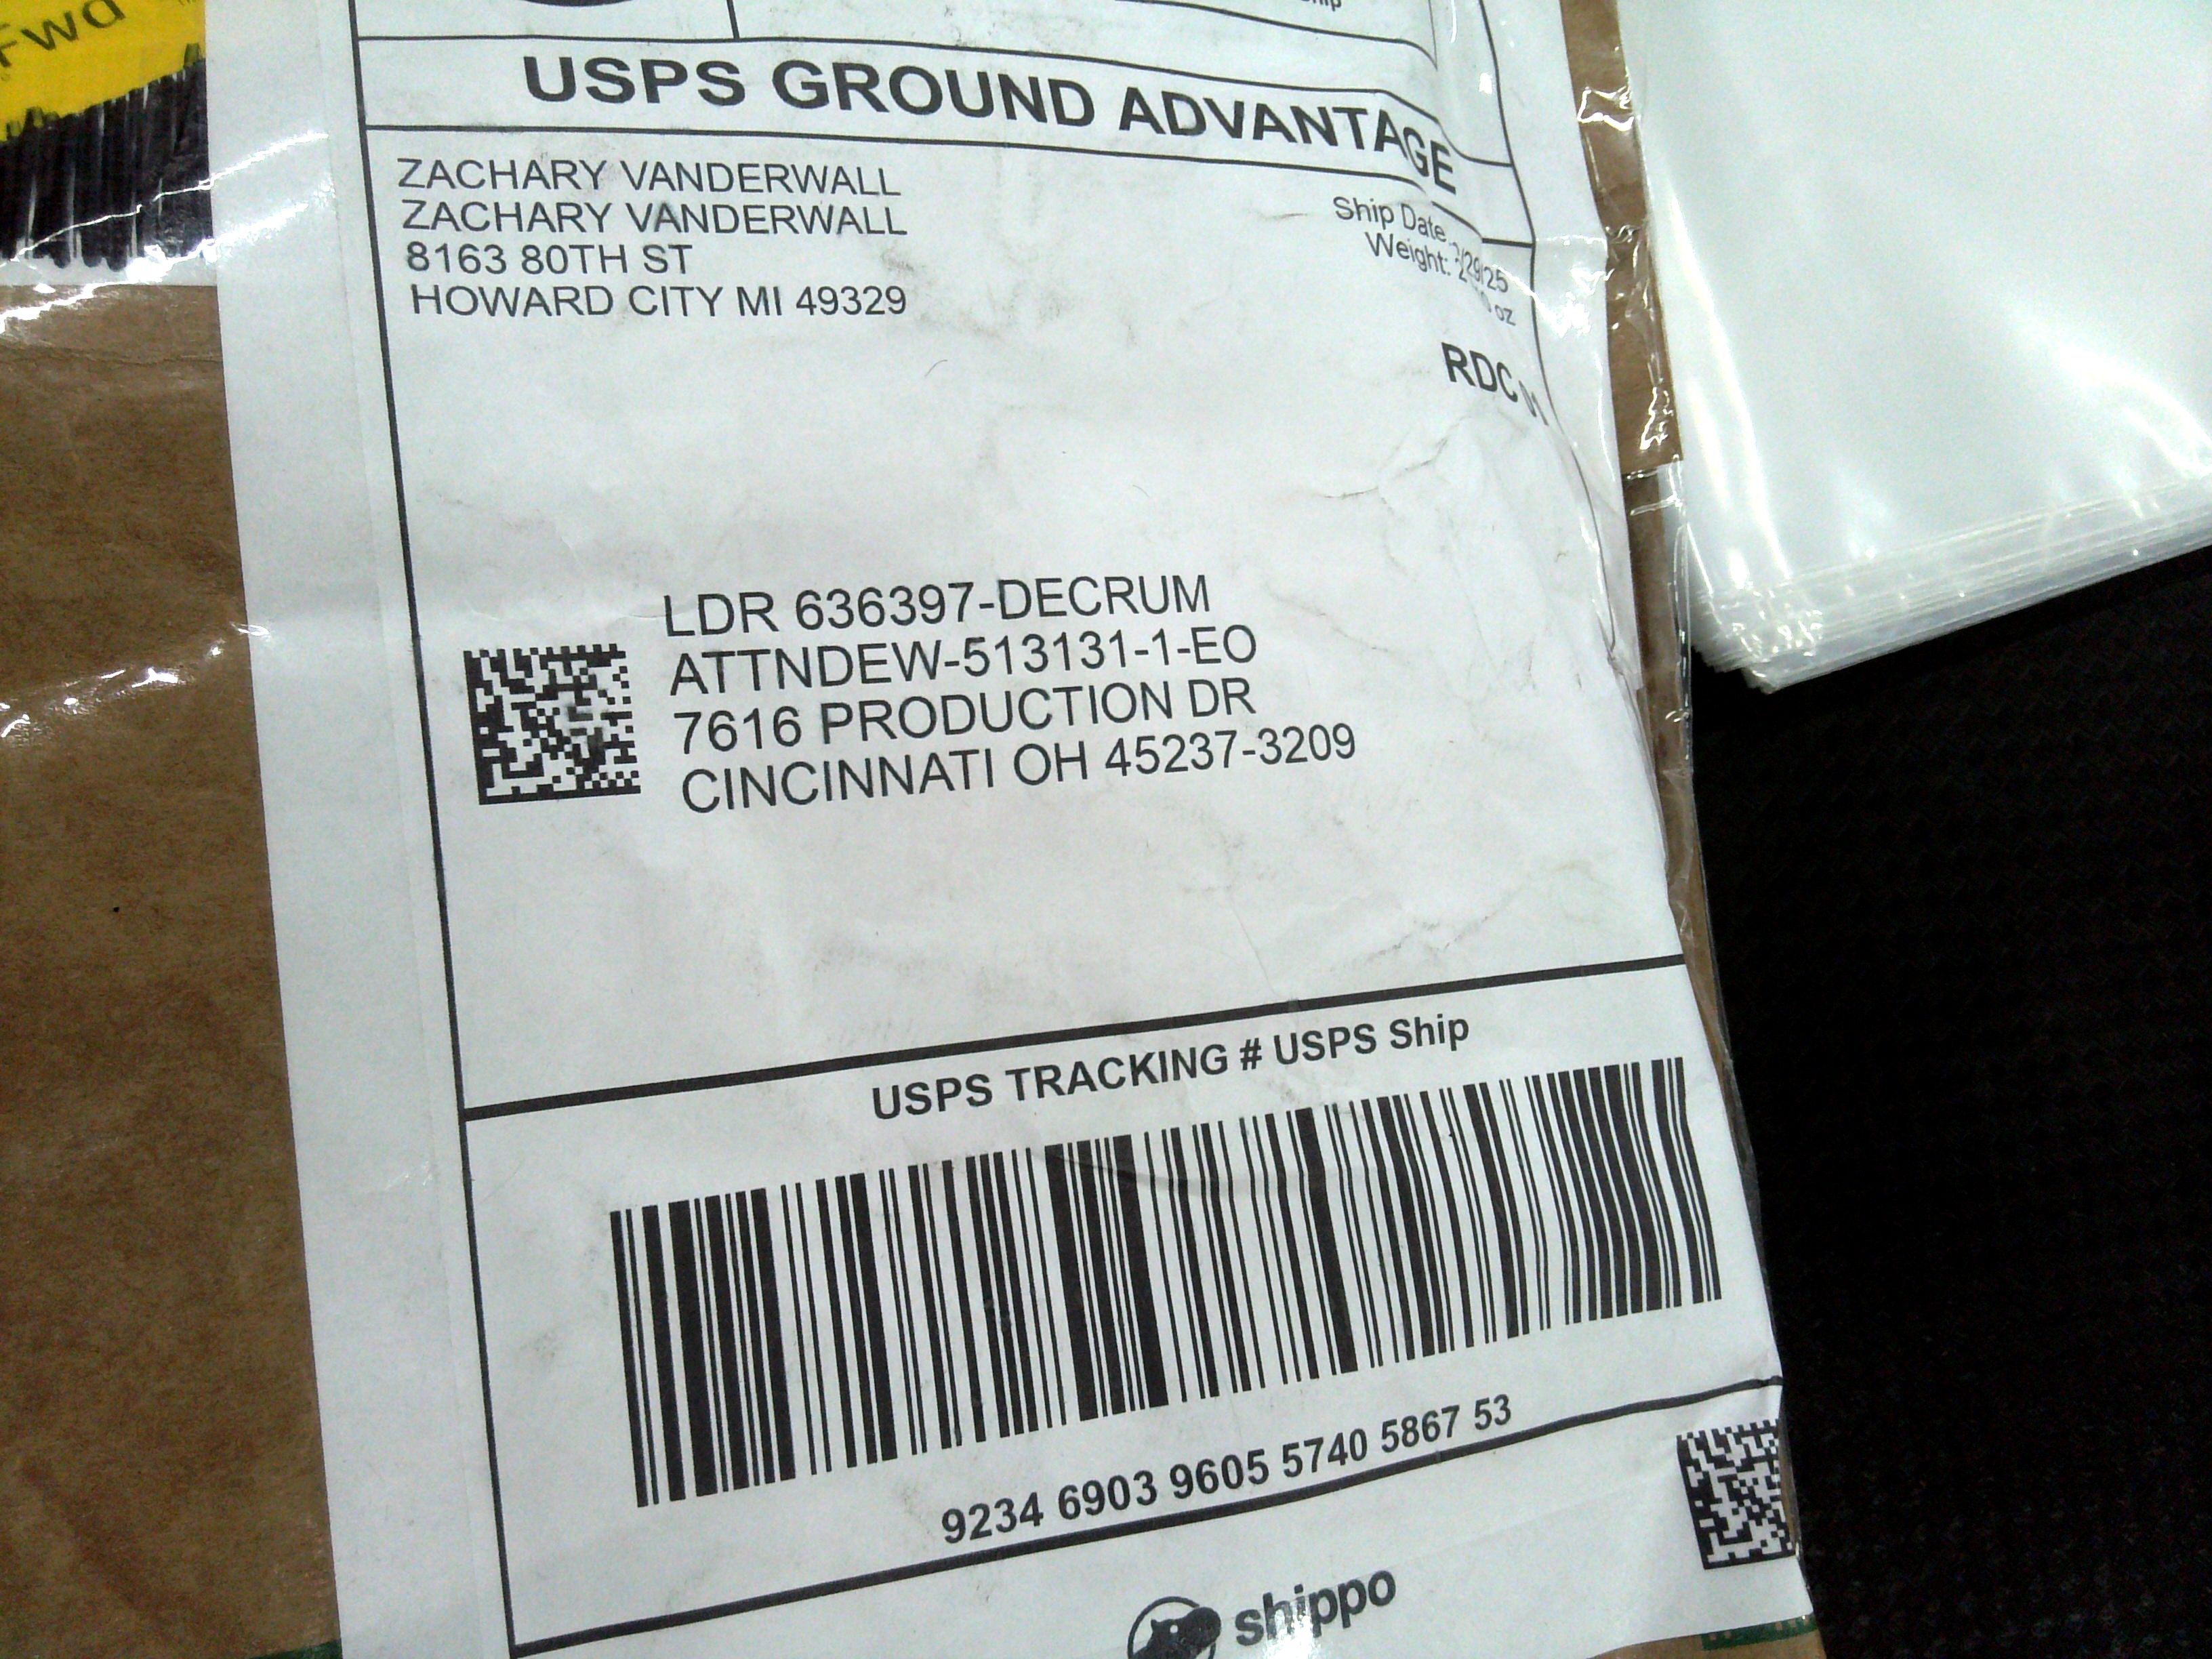 Fwd
USPS GROUND ADVANTAGE
ZACHARY VANDERWALL
ZACHARY VANDERWALL
8163 80TH ST
HOWARD CITY MI 49329
Ship Date
Weight: oz
RDC 01
LDR 636397-DECRUM
ATTNDEW-513131-1-EO
7616 PRODUCTION DR
CINCINNATI OH 45237-3209
USPS TRACKING # USPS Ship
9234 6903 9605 5740 5867 53
shippo